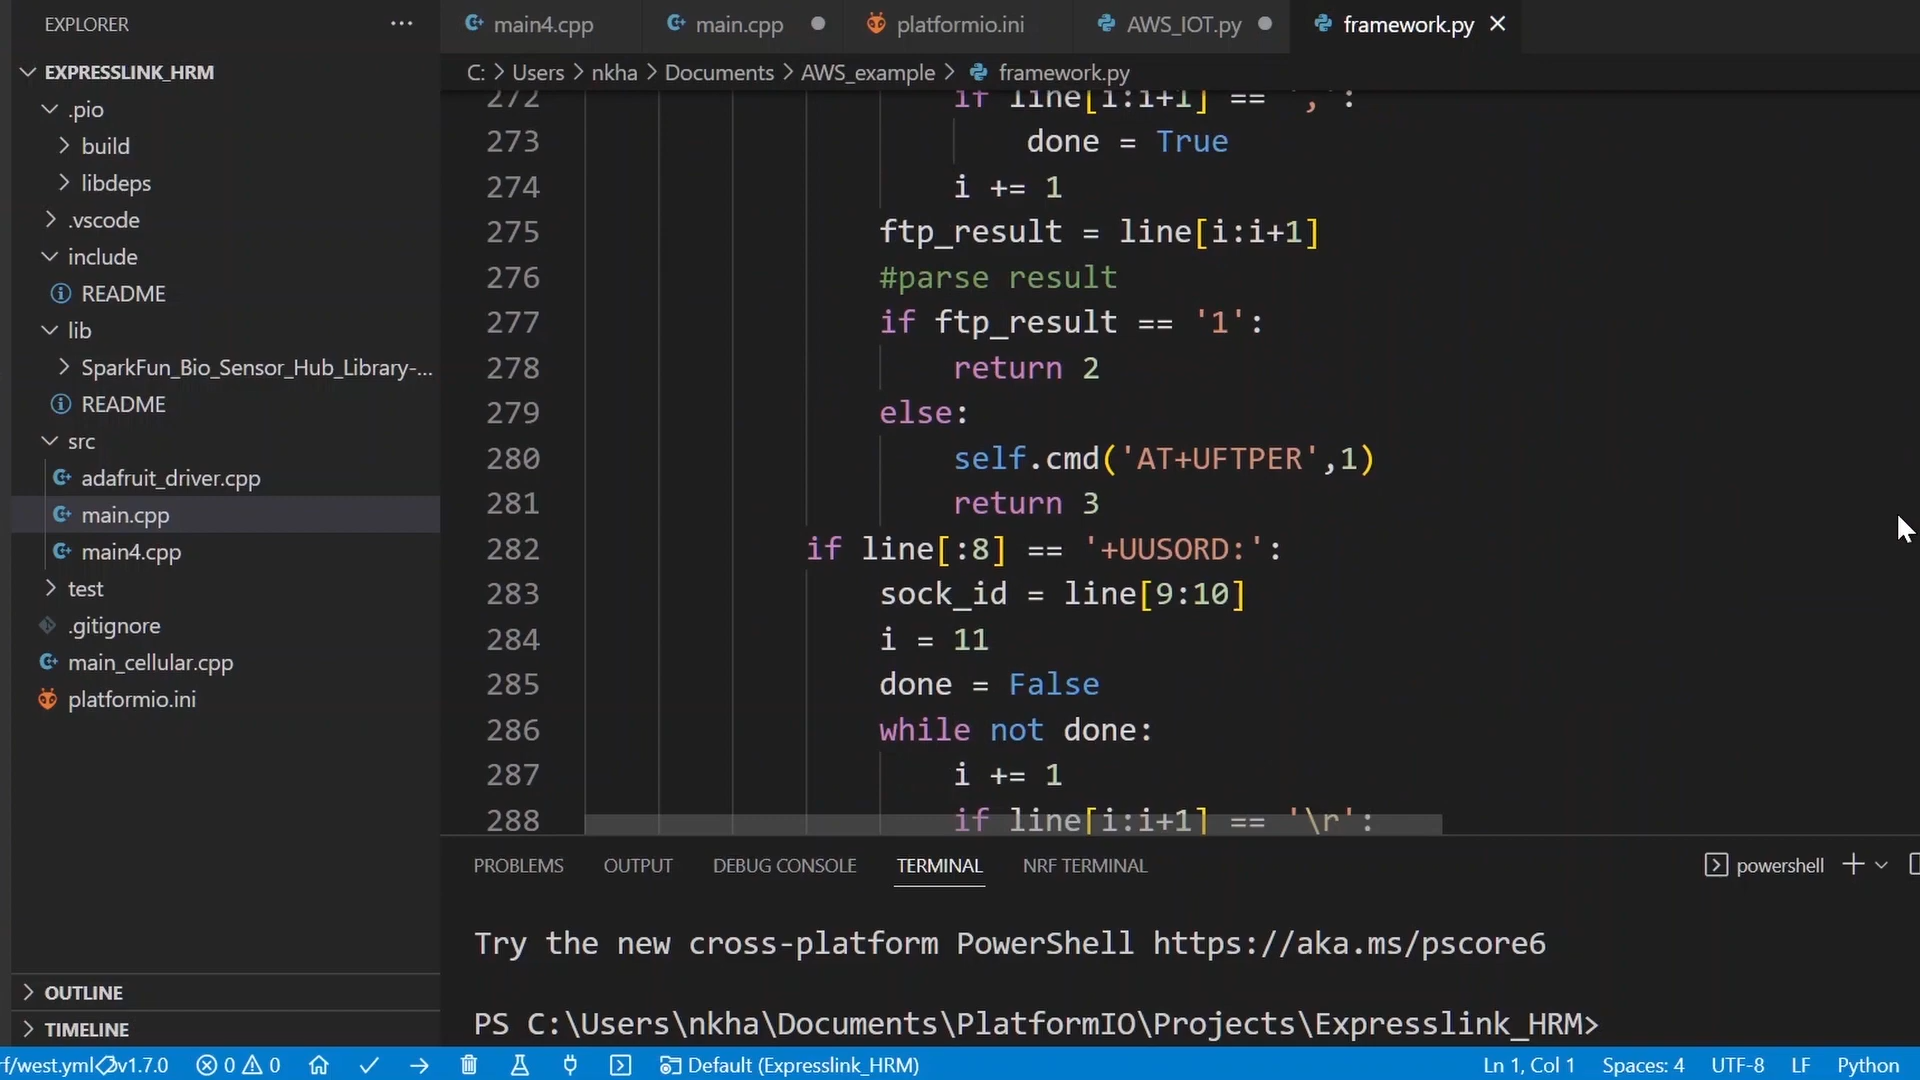 EXPLORER
EXPRESSLINK_HRM
.pio
build
libdeps
.vscode
include
README
lib
SparkFun_Bio_Sensor_Hub_Library-...
README
src
adafruit_driver.cpp
main.cpp
main4.cpp
test
.gitignore
main_cellular.cpp
platformio.ini
OUTLINE
TIMELINE
main4.cpp main.cpp platformio.ini AWS_IOT.py framework.py
C: > Users > nkha > Documents > AWS_example > framework.py
272 if line[i:i+1] == ',':
273 done = True
274 i += 1
275 ftp_result = line[i:i+1]
276 #parse result
277 if ftp_result == '1':
278 return 2
279 else:
280 self.cmd('AT+UFTPER',1)
281 return 3
282 if line[:8] == '+UUSORD:':
283 sock_id = line[9:10]
284 i = 11
285 done = False
286 while not done:
287 i += 1
288 if line[i:i+1] == '\r':
PROBLEMS OUTPUT DEBUG CONSOLE TERMINAL NRF TERMINAL powershell
Try the new cross-platform PowerShell https://aka.ms/pscore6
PS C:\Users\nkha\Documents\PlatformIO\Projects\Expresslink_HRM>
rf/west.yml v1.7.0 0 0 Default (Expresslink_HRM) Ln 1, Col 1 Spaces: 4 UTF-8 LF Python